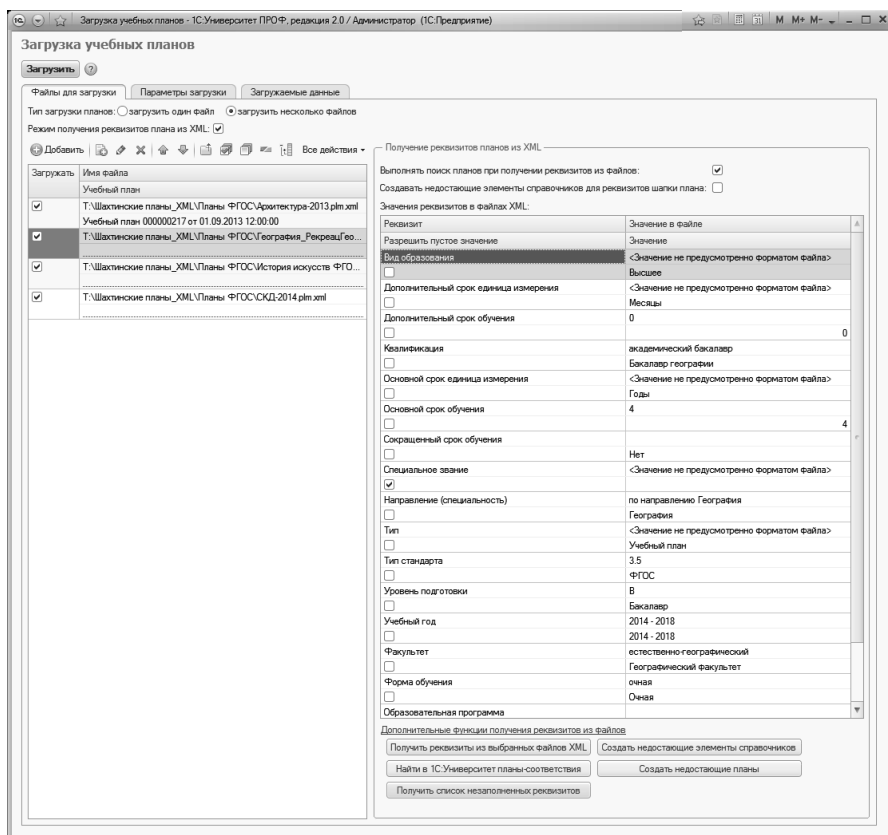 Загрузка учебных планов - 1С:Университет ПРОФ, редакция 2.0 / Администратор (1С:Предприятие)
M M+ M-
Загрузка учебных планов
Загрузить ?
Файлы для загрузки Параметры загрузки Загружаемые данные
Тип загрузки планов: загрузить один файл загрузить несколько файлов
Режим получения реквизитов плана из XML:
Добавить Все действия
Загружать Имя файла
Учебный план
T:\Шахтинские планы_XML\Планы ФГОС\Архитектура-2013.plm.xml
Учебный план 000000217 от 01.09.2013 12:00:00
T:\Шахтинские планы_XML\Планы ФГОС\География_РекреацГео...
T:\Шахтинские планы_XML\Планы ФГОС\История искусств ФГО...
T:\Шахтинские планы_XML\Планы ФГОС\СКД-2014.plm.xml
Получение реквизитов планов из XML
Выполнять поиск планов при получении реквизитов из файлов:
Создавать недостающие элементы справочников для реквизитов шапки плана:
Значения реквизитов в файлах XML:
Реквизит Значение в файле
Разрешить пустое значение Значение
Вид образования <Значение не предусмотренно форматом файла>
Высшее
Дополнительный срок единица измерения <Значение не предусмотренно форматом файла>
Месяцы
Дополнительный срок обучения 0
0
Квалификация академический бакалавр
Бакалавр географии
Основной срок единица измерения <Значение не предусмотренно форматом файла>
Годы
Основной срок обучения 4
4
Сокращенный срок обучения
Нет
Специальное звание <Значение не предусмотренно форматом файла>
Направление (специальность) по направлению География
География
Тип <Значение не предусмотренно форматом файла>
Учебный план
Тип стандарта 3.5
ФГОС
Уровень подготовки В
Бакалавр
Учебный год 2014 - 2018
2014 - 2018
Факультет естественно-географический
Географический факультет
Форма обучения очная
Очная
Образовательная программа
Дополнительные функции получения реквизитов из файлов
Получить реквизиты из выбранных файлов XML Создать недостающие элементы справочников
Найти в 1С:Университет планы-соответствия Создать недостающие планы
Получить список незаполненных реквизитов